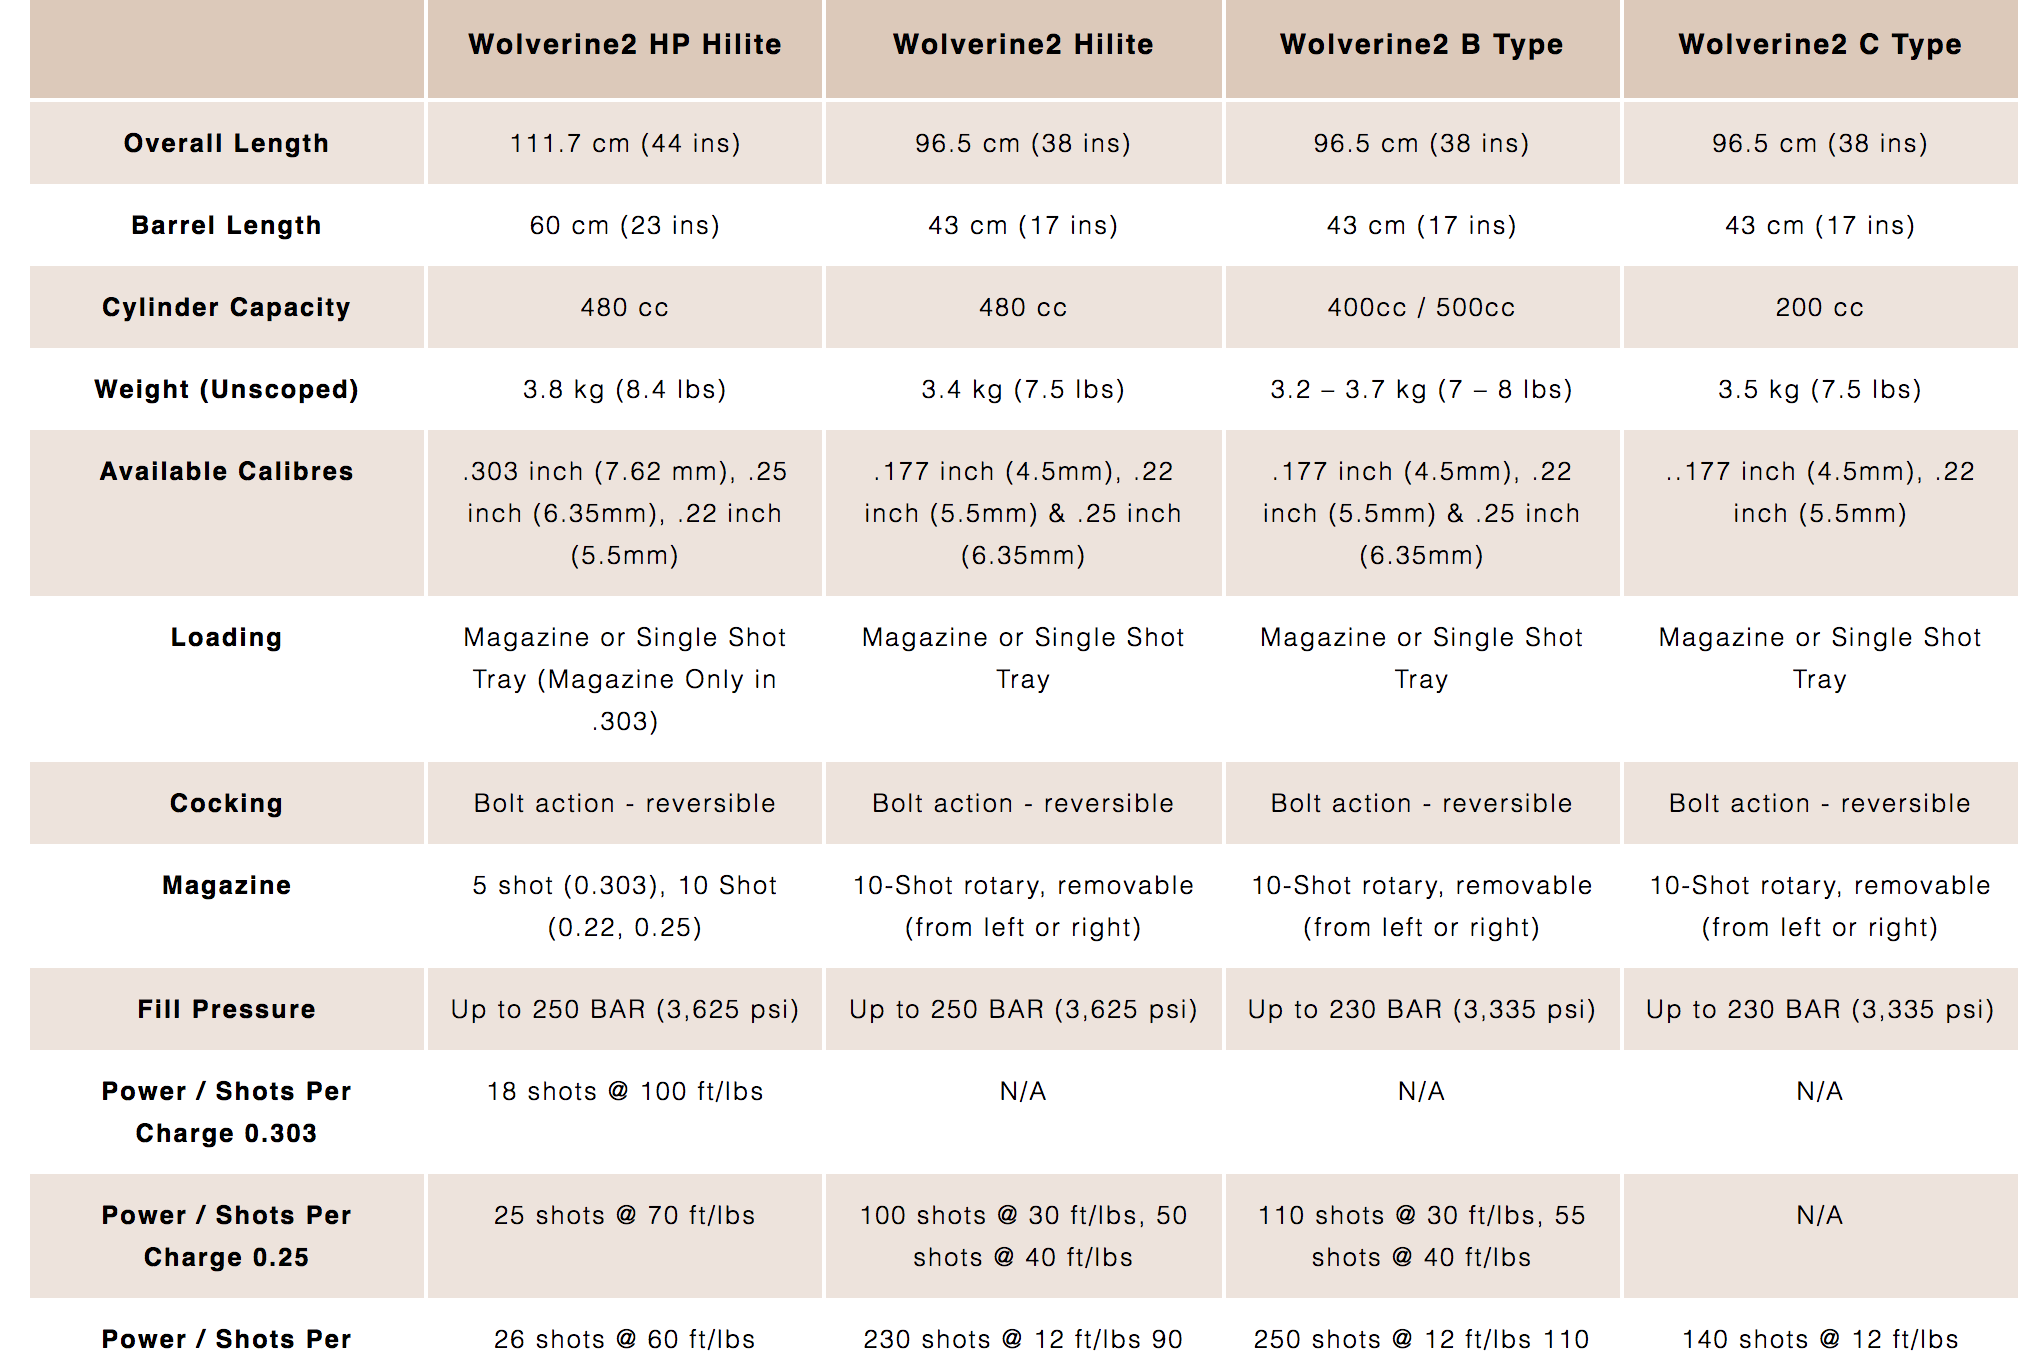 Wolverine2 HP Hilite Wolverine2 Hilite Wolverine2 B Type Wolverine2 C Type
Overall Length 111.7 cm (44 ins) 96.5 cm (38 ins) 96.5 cm (38 ins) 96.5 cm (38 ins)
Barrel Length 60 cm (23 ins) 43 cm (17 ins) 43 cm (17 ins) 43 cm (17 ins)
Cylinder Capacity 480 cc 480 cc 400cc / 500cc 200 cc
Weight (Unscoped) 3.8 kg (8.4 lbs) 3.4 kg (7.5 lbs) 3.2 – 3.7 kg (7 – 8 lbs) 3.5 kg (7.5 lbs)
Available Calibres .303 inch (7.62 mm), .25 .177 inch (4.5mm), .22 .177 inch (4.5mm), .22 ..177 inch (4.5mm), .22
inch (6.35mm), .22 inch inch (5.5mm) & .25 inch inch (5.5mm) & .25 inch inch (5.5mm)
(5.5mm) (6.35mm) (6.35mm)
Loading Magazine or Single Shot Magazine or Single Shot Magazine or Single Shot Magazine or Single Shot
Tray (Magazine Only in Tray Tray Tray
.303)
Cocking Bolt action - reversible Bolt action - reversible Bolt action - reversible Bolt action - reversible
Magazine 5 shot (0.303), 10 Shot 10-Shot rotary, removable 10-Shot rotary, removable 10-Shot rotary, removable
(0.22, 0.25) (from left or right) (from left or right) (from left or right)
Fill Pressure Up to 250 BAR (3,625 psi) Up to 250 BAR (3,625 psi) Up to 230 BAR (3,335 psi) Up to 230 BAR (3,335 psi)
Power / Shots Per 18 shots @ 100 ft/lbs N/A N/A N/A
Charge 0.303
Power / Shots Per 25 shots @ 70 ft/lbs 100 shots @ 30 ft/lbs, 50 110 shots @ 30 ft/lbs, 55 N/A
Charge 0.25 shots @ 40 ft/lbs shots @ 40 ft/lbs
Power / Shots Per 26 shots @ 60 ft/lbs 230 shots @ 12 ft/lbs 90 250 shots @ 12 ft/lbs 110 140 shots @ 12 ft/lbs